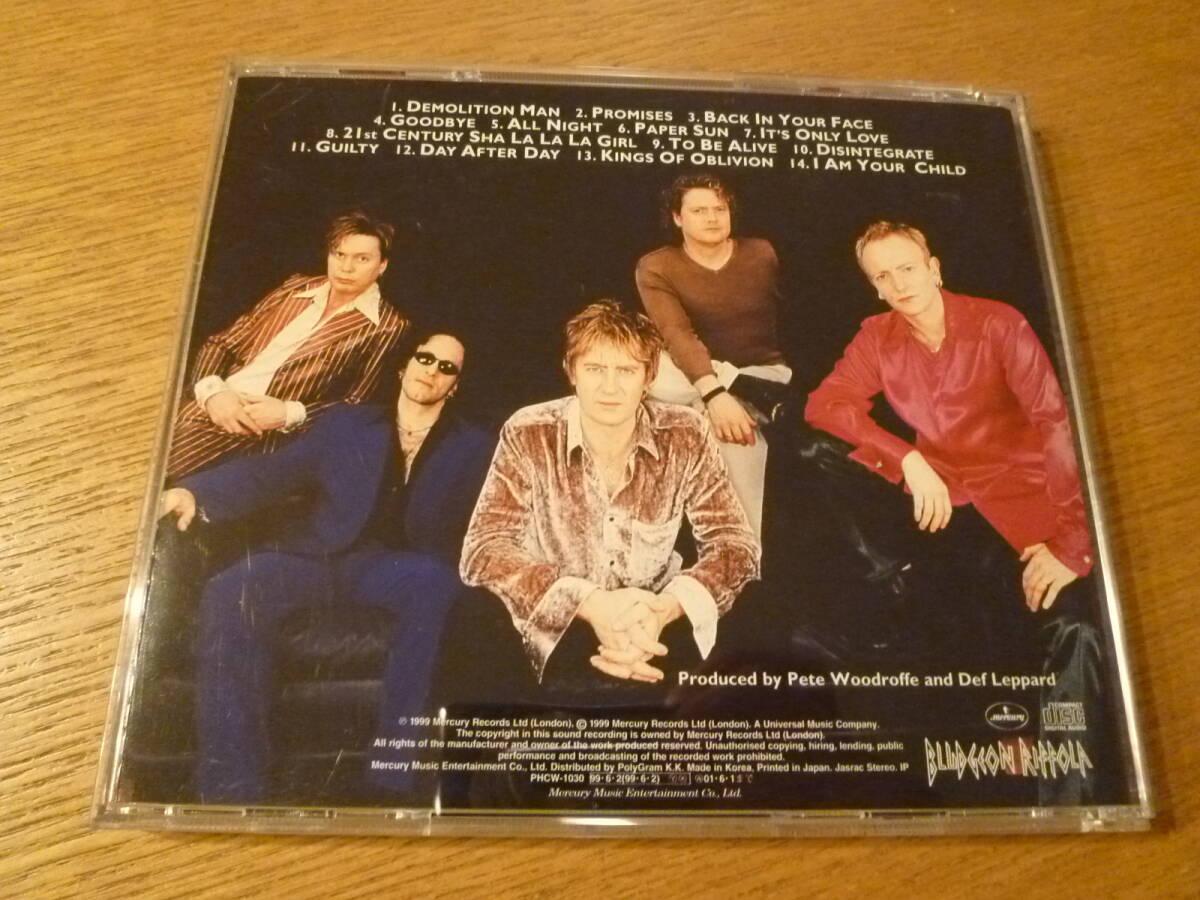 1. DEMOLITION MAN 2. PROMISES 3. BACK IN YOUR FACE
4. GOODBYE 5. ALL NIGHT 6. PAPER SUN 7. IT'S ONLY LOVE
8. 21st CENTURY SHA LA LA LA GIRL 9. TO BE ALIVE 10. DISINTEGRATE
11. GUILTY 12. DAY AFTER DAY 13. KINGS OF OBLIVION 14. I AM YOUR CHILD
Produced by Pete Woodroffe and Def Leppard
℗ 1999 Mercury Records Ltd (London). © 1999 Mercury Records Ltd (London). A Universal Music Company.
The copyright in this sound recording is owned by Mercury Records Ltd (London).
All rights of the manufacturer and owner of the work produced reserved. Unauthorised copying, hiring, lending, public
performance and broadcasting of the recorded work prohibited.
Mercury Music Entertainment Co., Ltd. Distributed by PolyGram K.K. Made in Korea, Printed in Japan. Jasrac Stereo. IP
PHCW-1030 99·6·2(99·6·2)
Mercury Music Entertainment Co., Ltd.
mercury
COMPACT
disc
DIGITAL AUDIO
BLUDGEON RIFFOLA